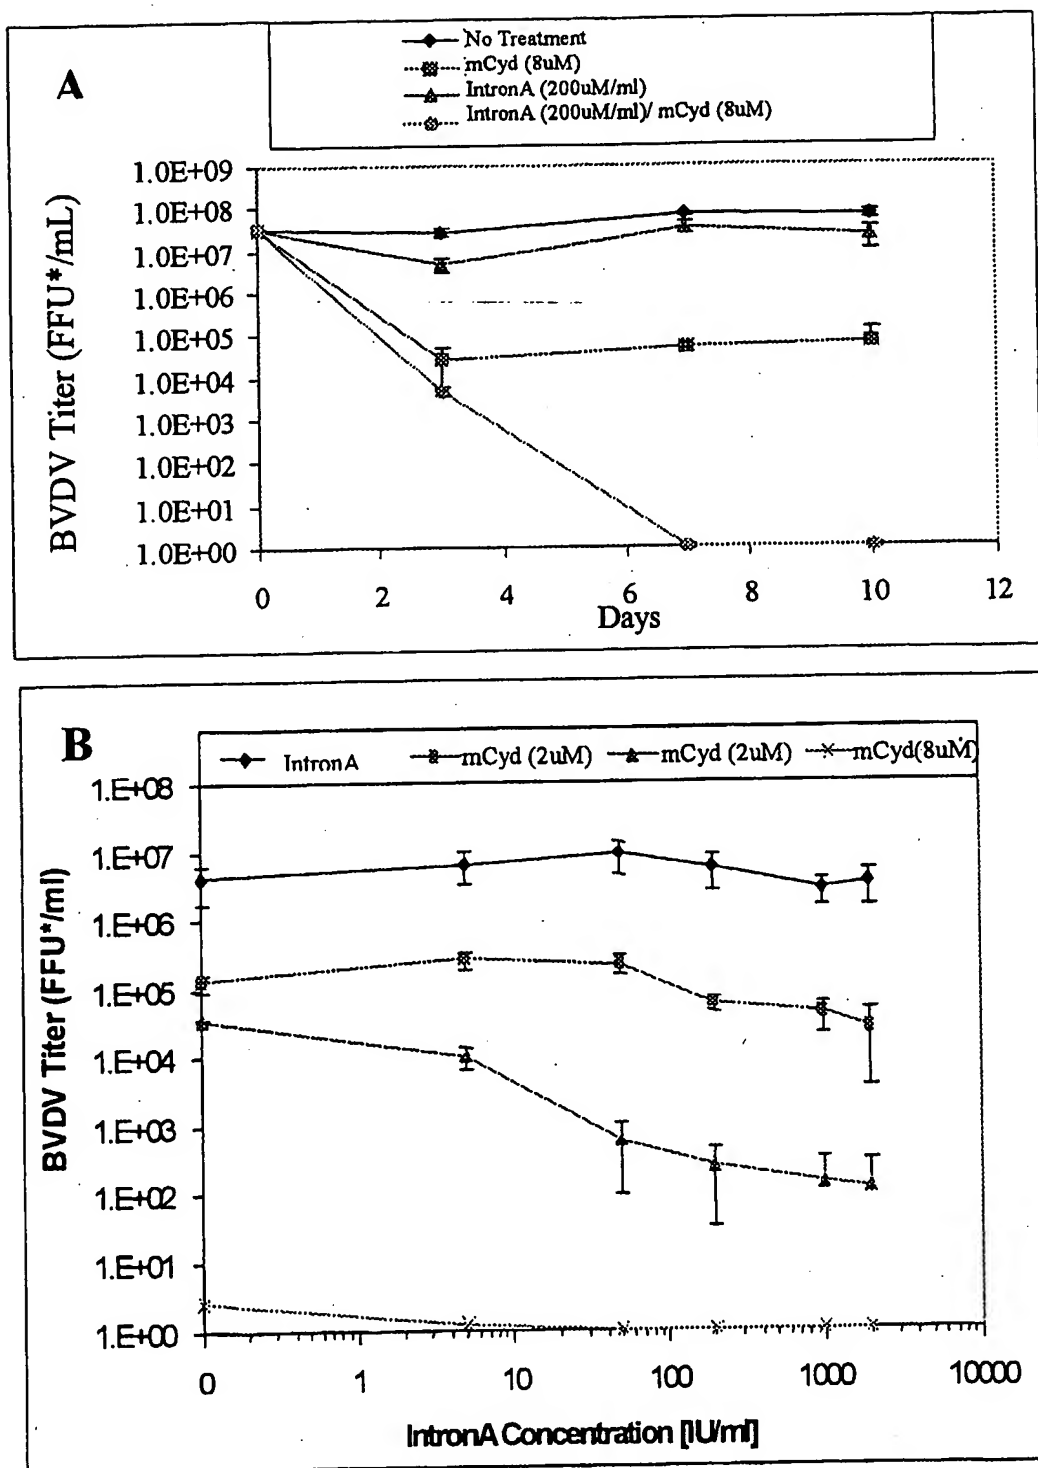 A
No Treatment
mCyd (8uM)
IntronA (200uM/ml)
IntronA (200uM/ml)/ mCyd (8uM)
BVDV Titer (FFU*/mL)
1.0E+09
1.0E+08
1.0E+07
1.0E+06
1.0E+05
1.0E+04
1.0E+03
1.0E+02
1.0E+01
1.0E+00
0 2 4 6 8 10 12
Days
B
IntronA mCyd (2uM) mCyd (2uM) mCyd(8uM)
BVDV Titer (FFU*/ml)
1.E+08
1.E+07
1.E+06
1.E+05
1.E+04
1.E+03
1.E+02
1.E+01
1.E+00
0 1 10 100 1000 10000
IntronA Concentration [IU/ml]